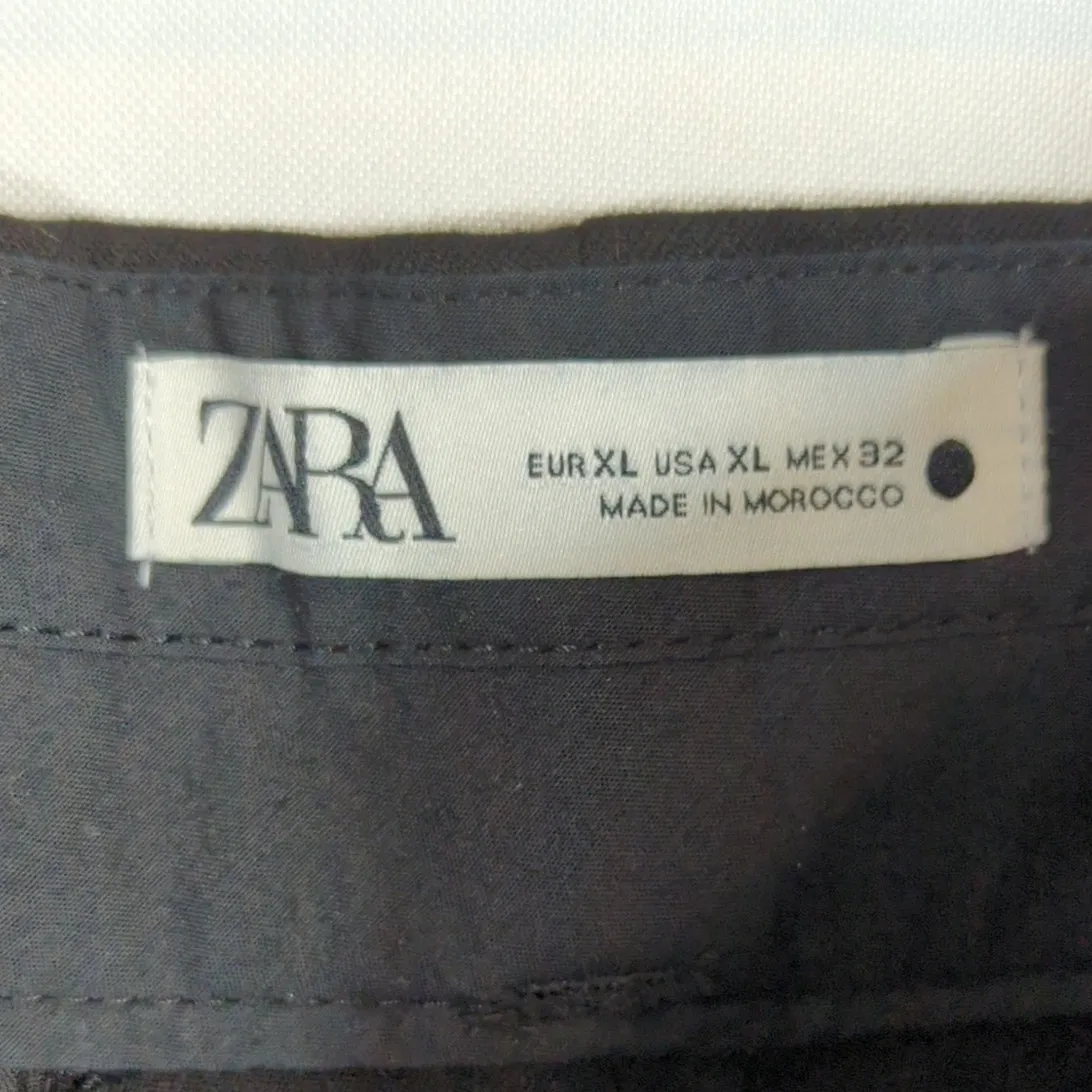 ZARA
EUR XL USA XL MEX 32
MADE IN MOROCCO